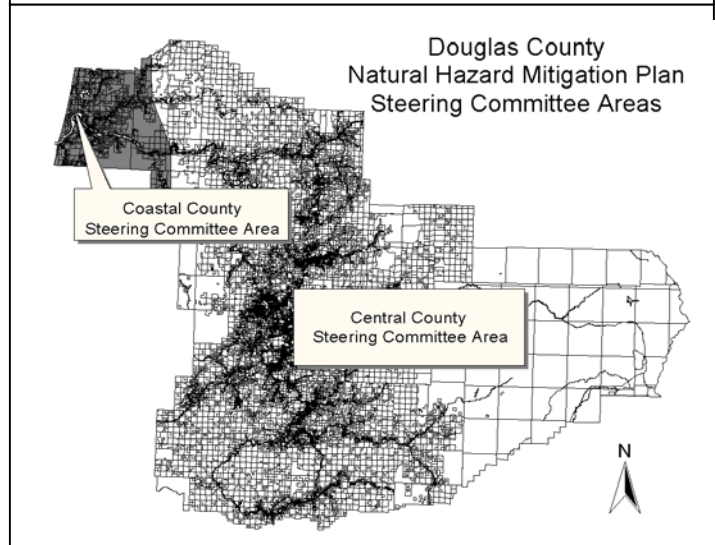 Douglas County
Natural Hazard Mitigation Plan
Steering Committee Areas
Coastal County
Steering Committee Area
Central County
Steering Committee Area
N